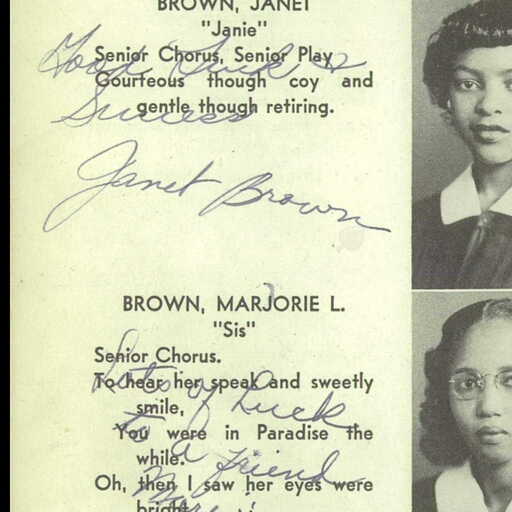 BROWN, JANET
"Janie"
Senior Chorus, Senior Play
Courteous though coy and
gentle though retiring.
Good Luck &
Success
Janet Brown
BROWN, MARJORIE L.
"Sis"
Senior Chorus.
To hear her speak and sweetly
smile,
You were in Paradise the
while.
Oh, then I saw her eyes were
bright
Lots of Luck
to a friend